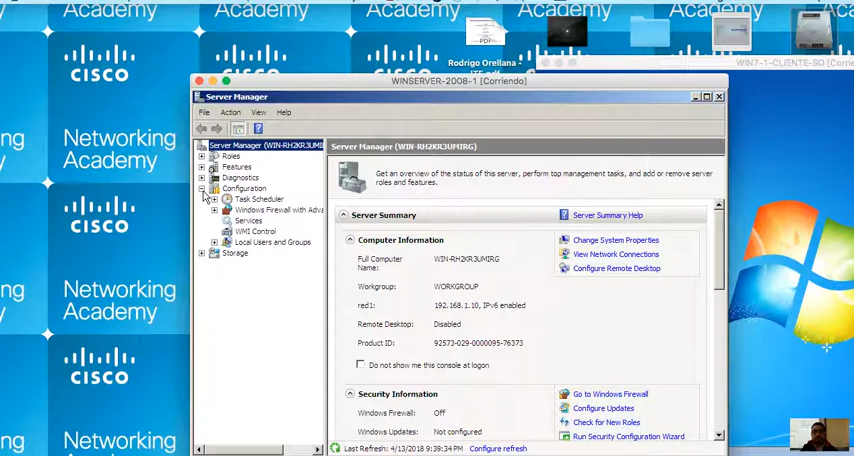 Academy
Academy
Academy
CISCO
Networking
Academy
CISCO
Networking
Academy
CISCO
ng
ny
ng
ny
Rodrigo Orellana -
WIN7-1-CLIENTE-SO [Corrie
WINSERVER-2008-1 [Corriendo]
Server Manager
File Action View Help
Server Manager (WIN-RH2KR3UMI
Roles
Features
Diagnostics
Configuration
Task Scheduler
Windows Firewall with Adva
Services
WMI Control
Local Users and Groups
Storage
Server Manager (WIN-RH2KR3UMIRG)
Get an overview of the status of this server, perform top management tasks, and add or remove server
roles and features.
Server Summary
Server Summary Help
Computer Information
Full Computer
Name:
WIN-RH2KR3UMIRG
Workgroup: WORKGROUP
red1: 192.168.1.10, IPv6 enabled
Remote Desktop: Disabled
Product ID: 92573-029-0000095-76373
Do not show me this console at logon
Change System Properties
View Network Connections
Configure Remote Desktop
Security Information
Windows Firewall: Off
Windows Updates: Not configured
Go to Windows Firewall
Configure Updates
Check for New Roles
Run Security Configuration Wizard
Last Refresh: 4/13/2018 9:39:34 PM Configure refresh